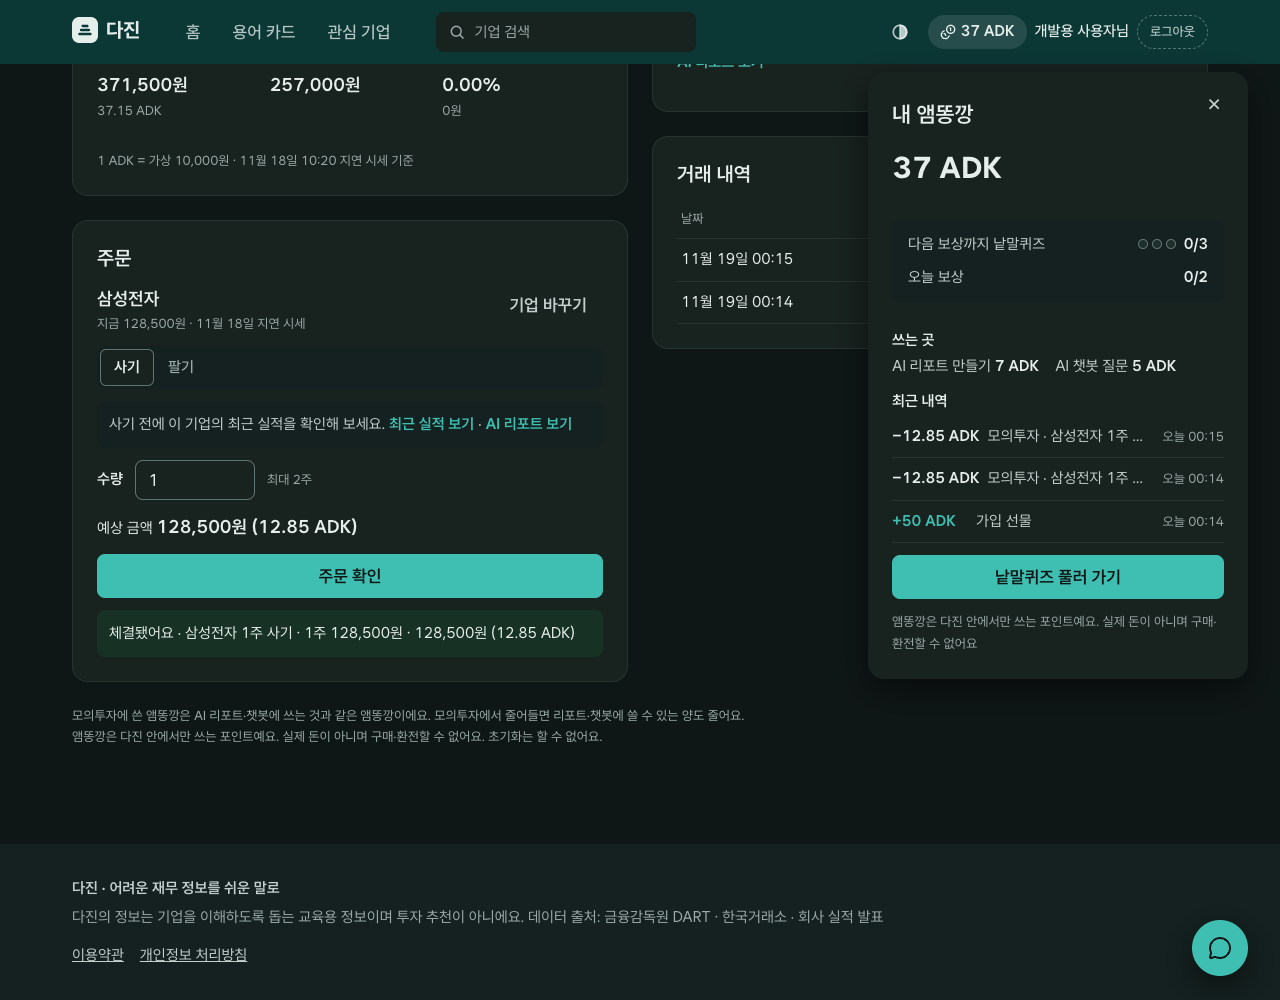 다진
홈
용어 카드
관심 기업
기업 검색
37 ADK
개발용 사용자님
로그아웃
371,500원
257,000원
0.00%
37.15 ADK
0원
1 ADK = 가상 10,000원 · 11월 18일 10:20 지연 시세 기준
주문
삼성전자
지금 128,500원 · 11월 18일 지연 시세
기업 바꾸기
사기
팔기
사기 전에 이 기업의 최근 실적을 확인해 보세요. 최근 실적 보기 · AI 리포트 보기
수량
1
최대 2주
예상 금액 128,500원 (12.85 ADK)
주문 확인
체결됐어요 · 삼성전자 1주 사기 · 1주 128,500원 · 128,500원 (12.85 ADK)
AI 리포트 보기
거래 내역
날짜
11월 19일 00:15
11월 19일 00:14
내 앰똥깡
37 ADK
다음 보상까지 낱말퀴즈
0/3
오늘 보상
0/2
쓰는 곳
AI 리포트 만들기 7 ADK
AI 챗봇 질문 5 ADK
최근 내역
−12.85 ADK 모의투자 · 삼성전자 1주 ... 오늘 00:15
−12.85 ADK 모의투자 · 삼성전자 1주 ... 오늘 00:14
+50 ADK 가입 선물 오늘 00:14
낱말퀴즈 풀러 가기
앰똥깡은 다진 안에서만 쓰는 포인트예요. 실제 돈이 아니며 구매·
환전할 수 없어요
모의투자에 쓴 앰똥깡은 AI 리포트·챗봇에 쓰는 것과 같은 앰똥깡이에요. 모의투자에서 줄어들면 리포트·챗봇에 쓸 수 있는 양도 줄어요.
앰똥깡은 다진 안에서만 쓰는 포인트예요. 실제 돈이 아니며 구매·환전할 수 없어요. 초기화는 할 수 없어요.
다진 · 어려운 재무 정보를 쉬운 말로
다진의 정보는 기업을 이해하도록 돕는 교육용 정보이며 투자 추천이 아니에요. 데이터 출처: 금융감독원 DART · 한국거래소 · 회사 실적 발표
이용약관
개인정보 처리방침